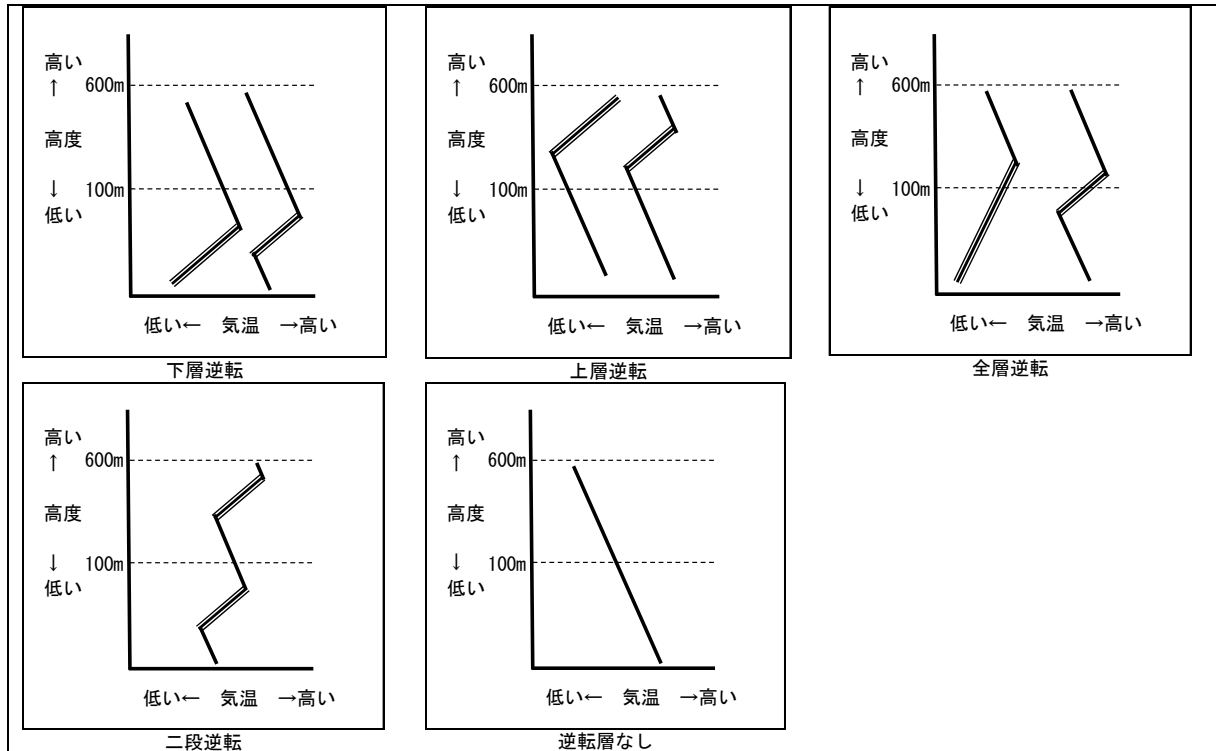 高い
↑
600m
高度
↓
100m
低い
低い← 気温 →高い
下層逆転
高い
↑
600m
高度
↓
100m
低い
低い← 気温 →高い
上層逆転
高い
↑
600m
高度
↓
100m
低い
低い← 気温 →高い
全層逆転
高い
↑
600m
高度
↓
100m
低い
低い← 気温 →高い
二段逆転
高い
↑
600m
高度
↓
100m
低い
低い← 気温 →高い
逆転層なし